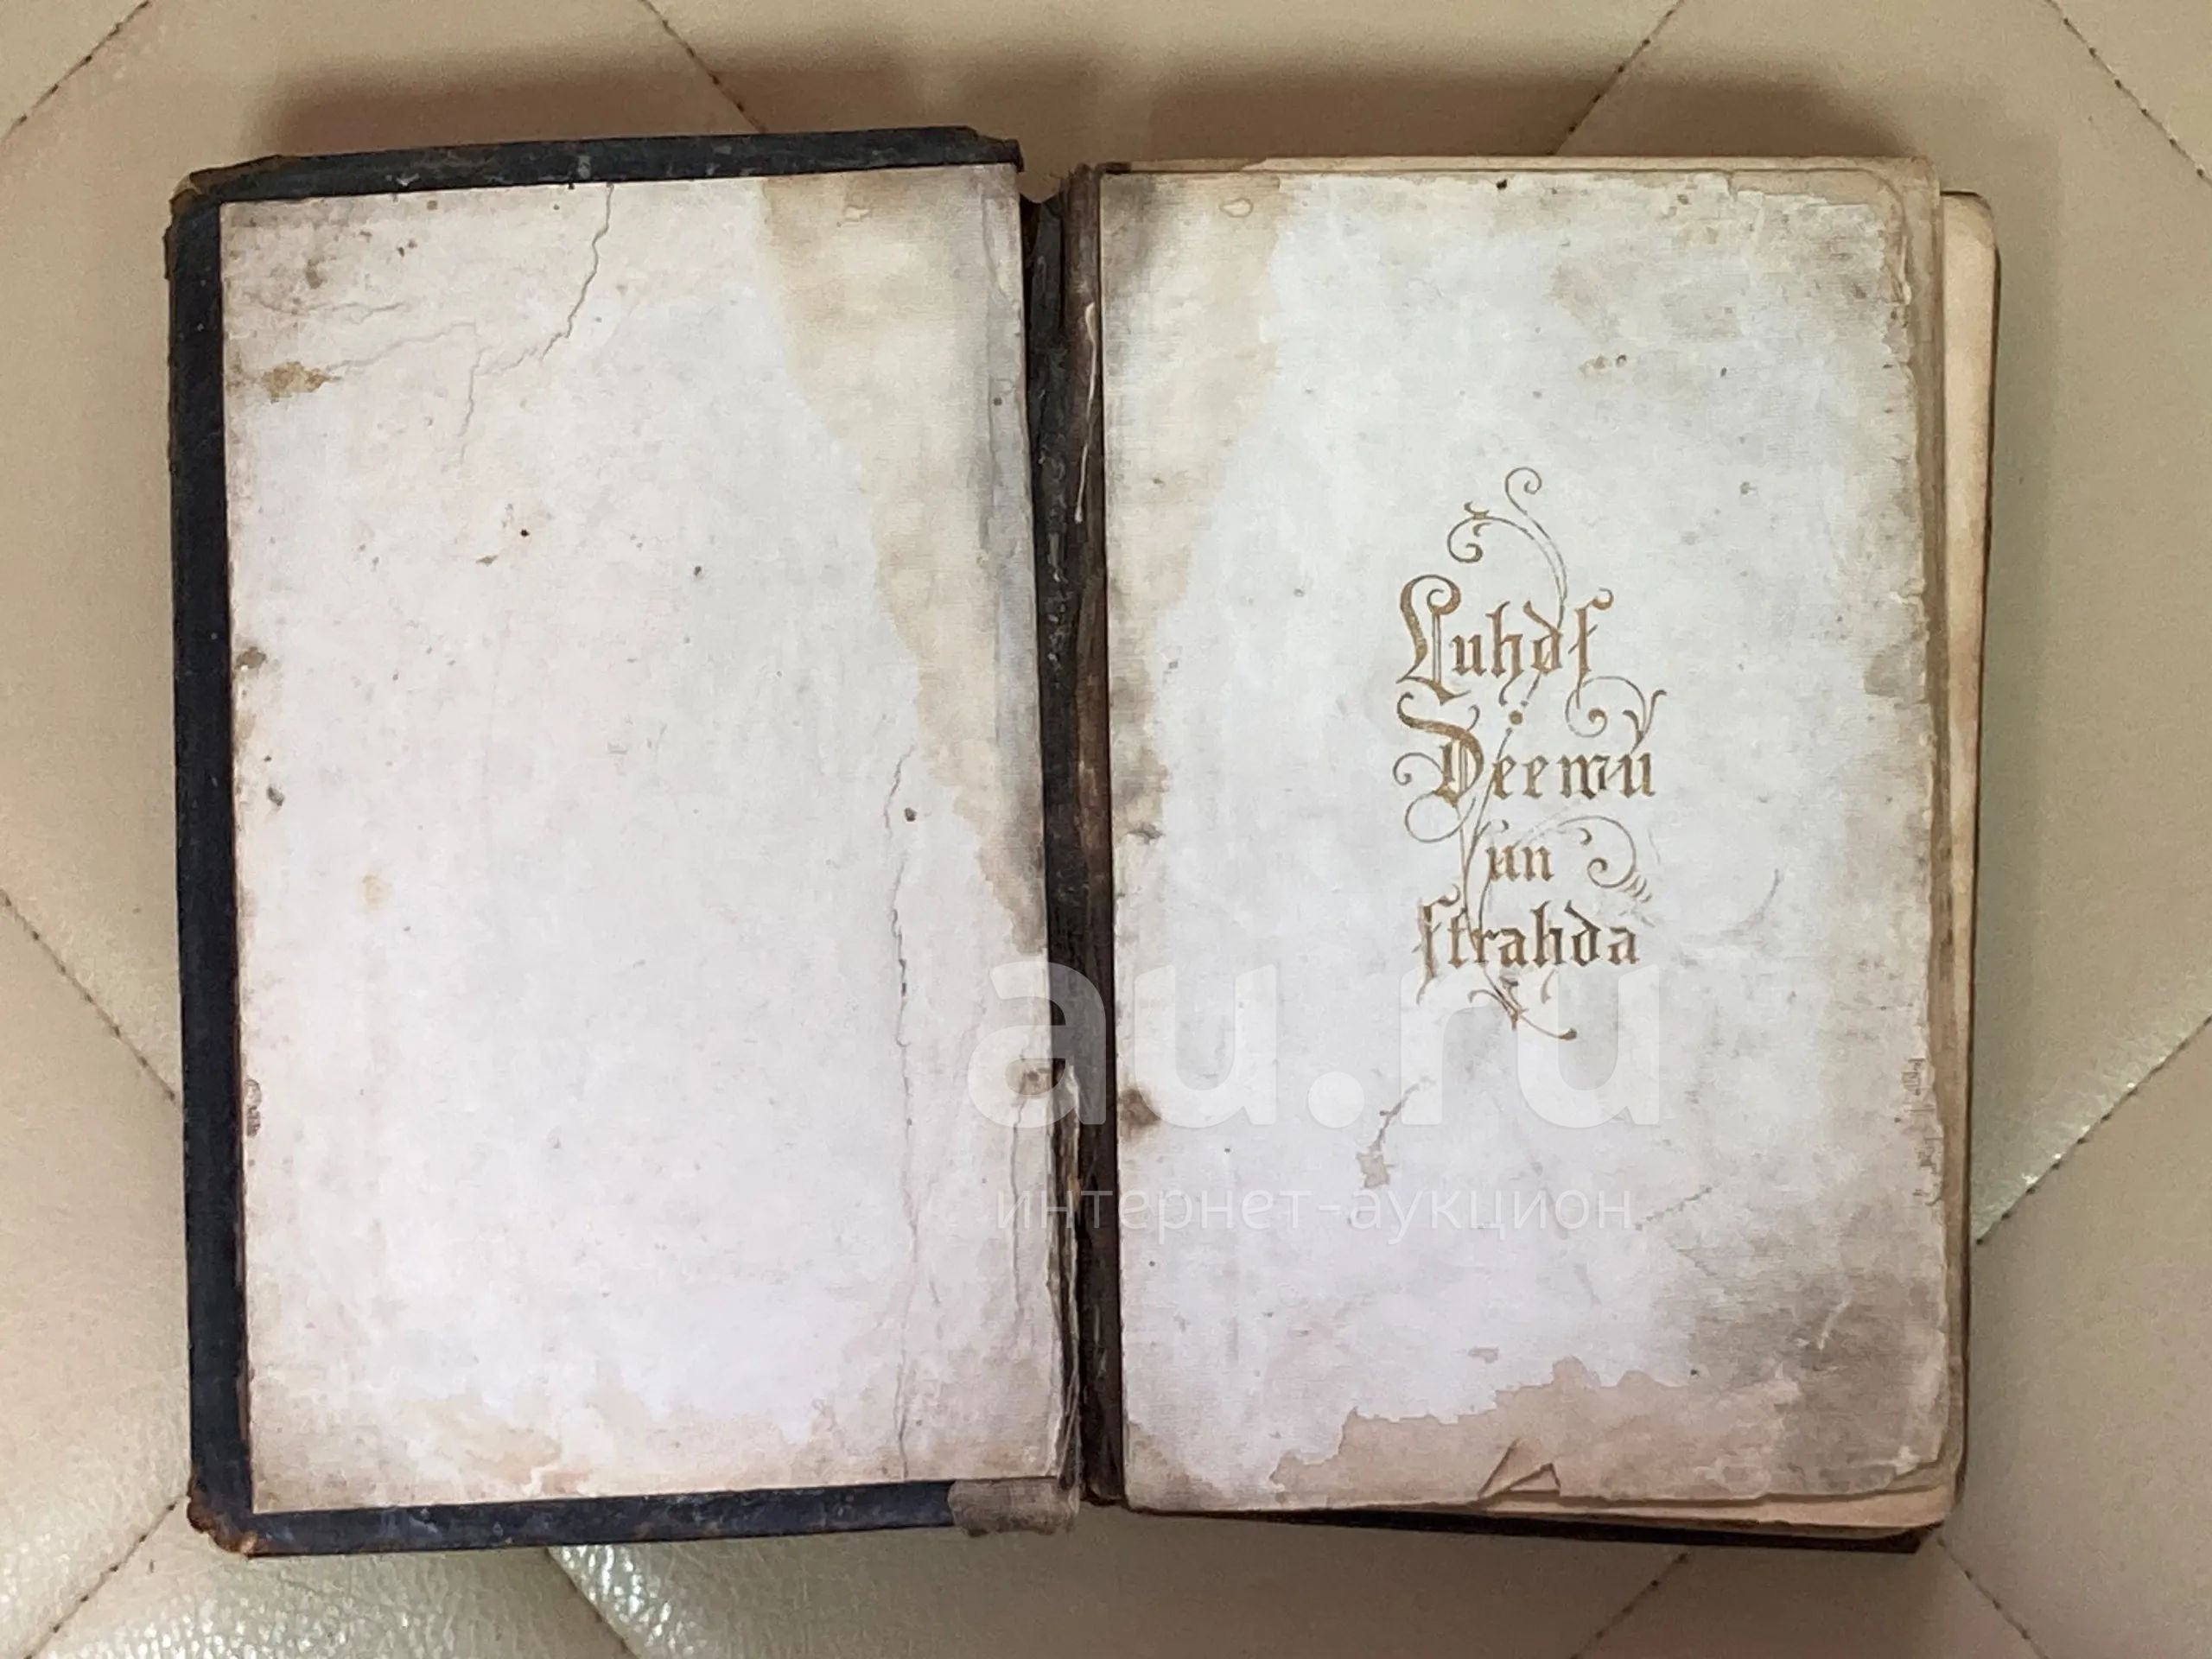 Luhdſ
Deewu
un
ſtrahda
au.ru
интернет-аукцион